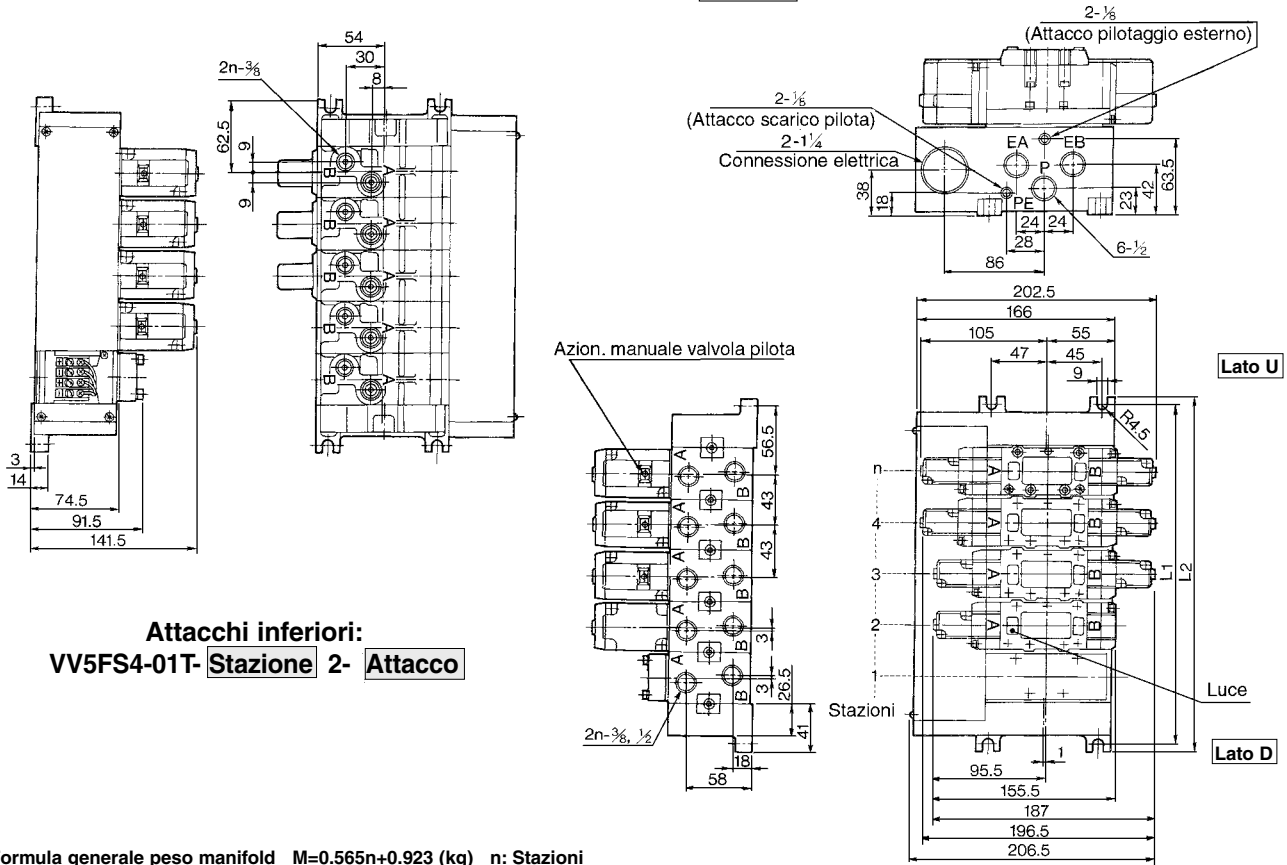 54
30
8
2n-⅜
62.5
9
9
B
A
B
A
B
A
B
A
B
A
3
14
74.5
91.5
141.5
2-⅛
(Attacco pilotaggio esterno)
2-⅛
(Attacco scarico pilota)
2-1¼
Connessione elettrica
EA
EB
P
PE
38
18
24
24
28
86
23
42
63.5
6-½
202.5
166
105
55
47
45
9
R4.5
Lato U
Azion. manuale valvola pilota
56.5
43
43
3
3
26.5
41
A
B
A
B
A
B
A
B
A
B
2n-⅜, ½
18
58
n
4
3
2
1
Stazioni
A
B
A
B
A
B
A
B
L1
L2
Luce
Lato D
1
95.5
155.5
187
196.5
206.5
Attacchi inferiori:
VV5FS4-01T- Stazione 2- Attacco
ormula generale peso manifold M=0.565n+0.923 (kg) n: Stazioni